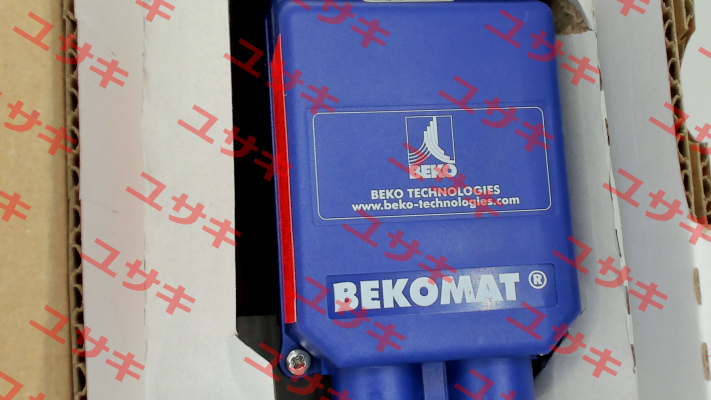 BEKO
BEKO TECHNOLOGIES
www.beko-technologies.com
BEKOMAT®
ユサキ